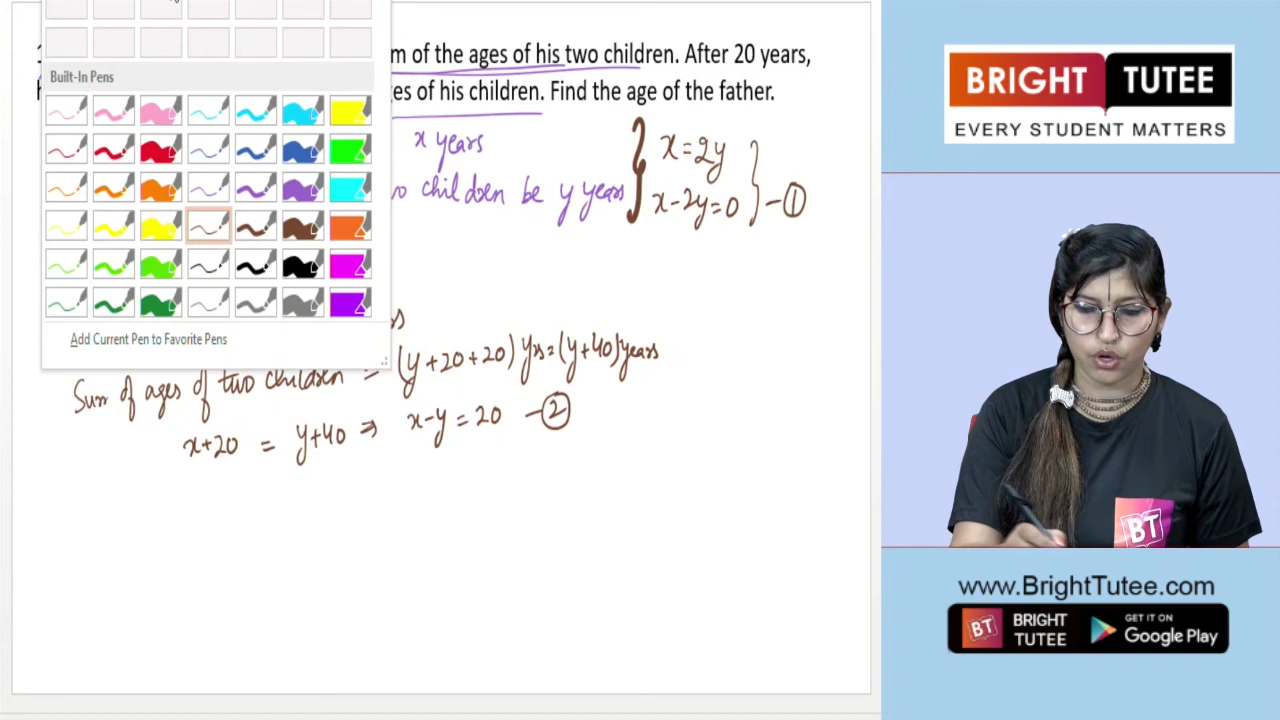 m of the ages of his two children. After 20 years,
es of his children. Find the age of the father.
Built-In Pens
x years
children be y years
x = 2y
x - 2y = 0
- ①
Add Current Pen to Favorite Pens
(y + 20 + 20) yrs = (y + 40) years
Sum of ages of two children =
x + 20 = y + 40 ⇒ x - y = 20 - ②
BRIGHT TUTEE
EVERY STUDENT MATTERS
BT
www.BrightTutee.com
BT BRIGHT TUTEE
GET IT ON Google Play